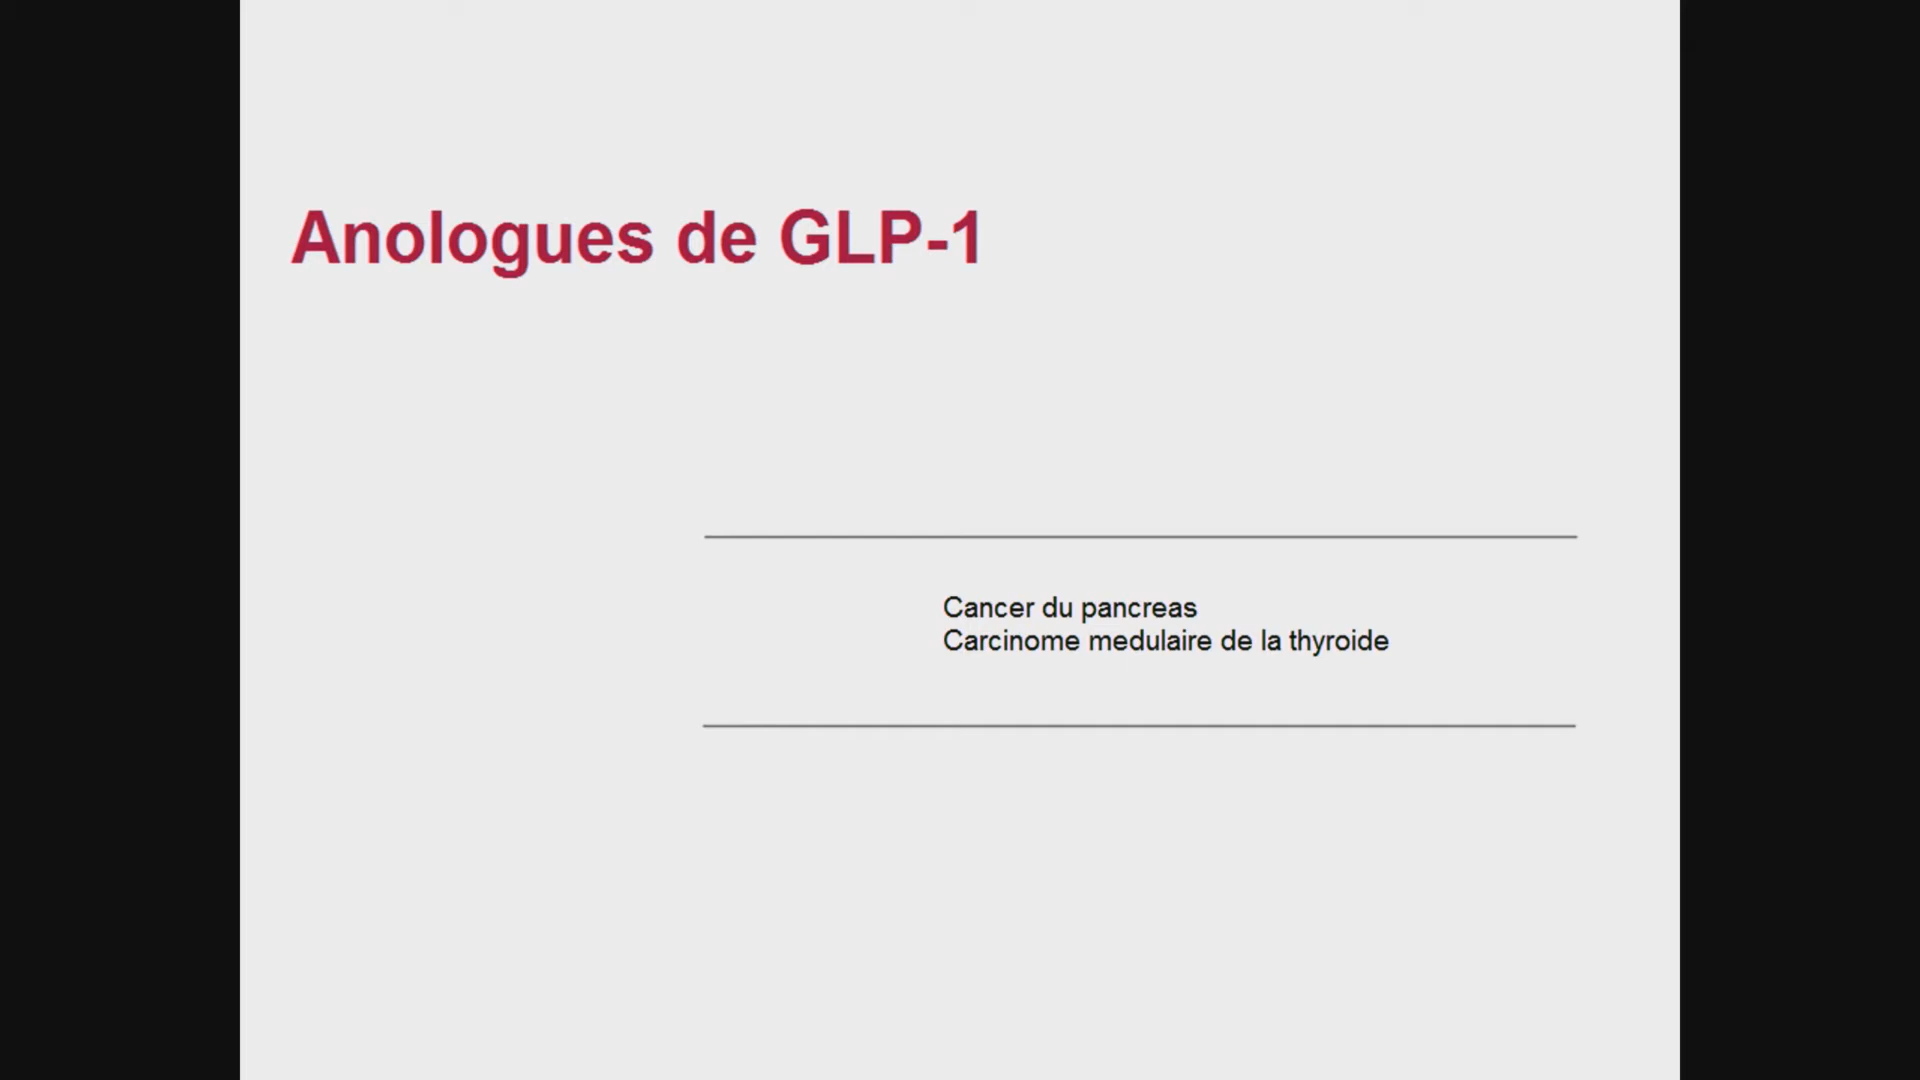 Anologues de GLP-1
Cancer du pancreas
Carcinome medulaire de la thyroide